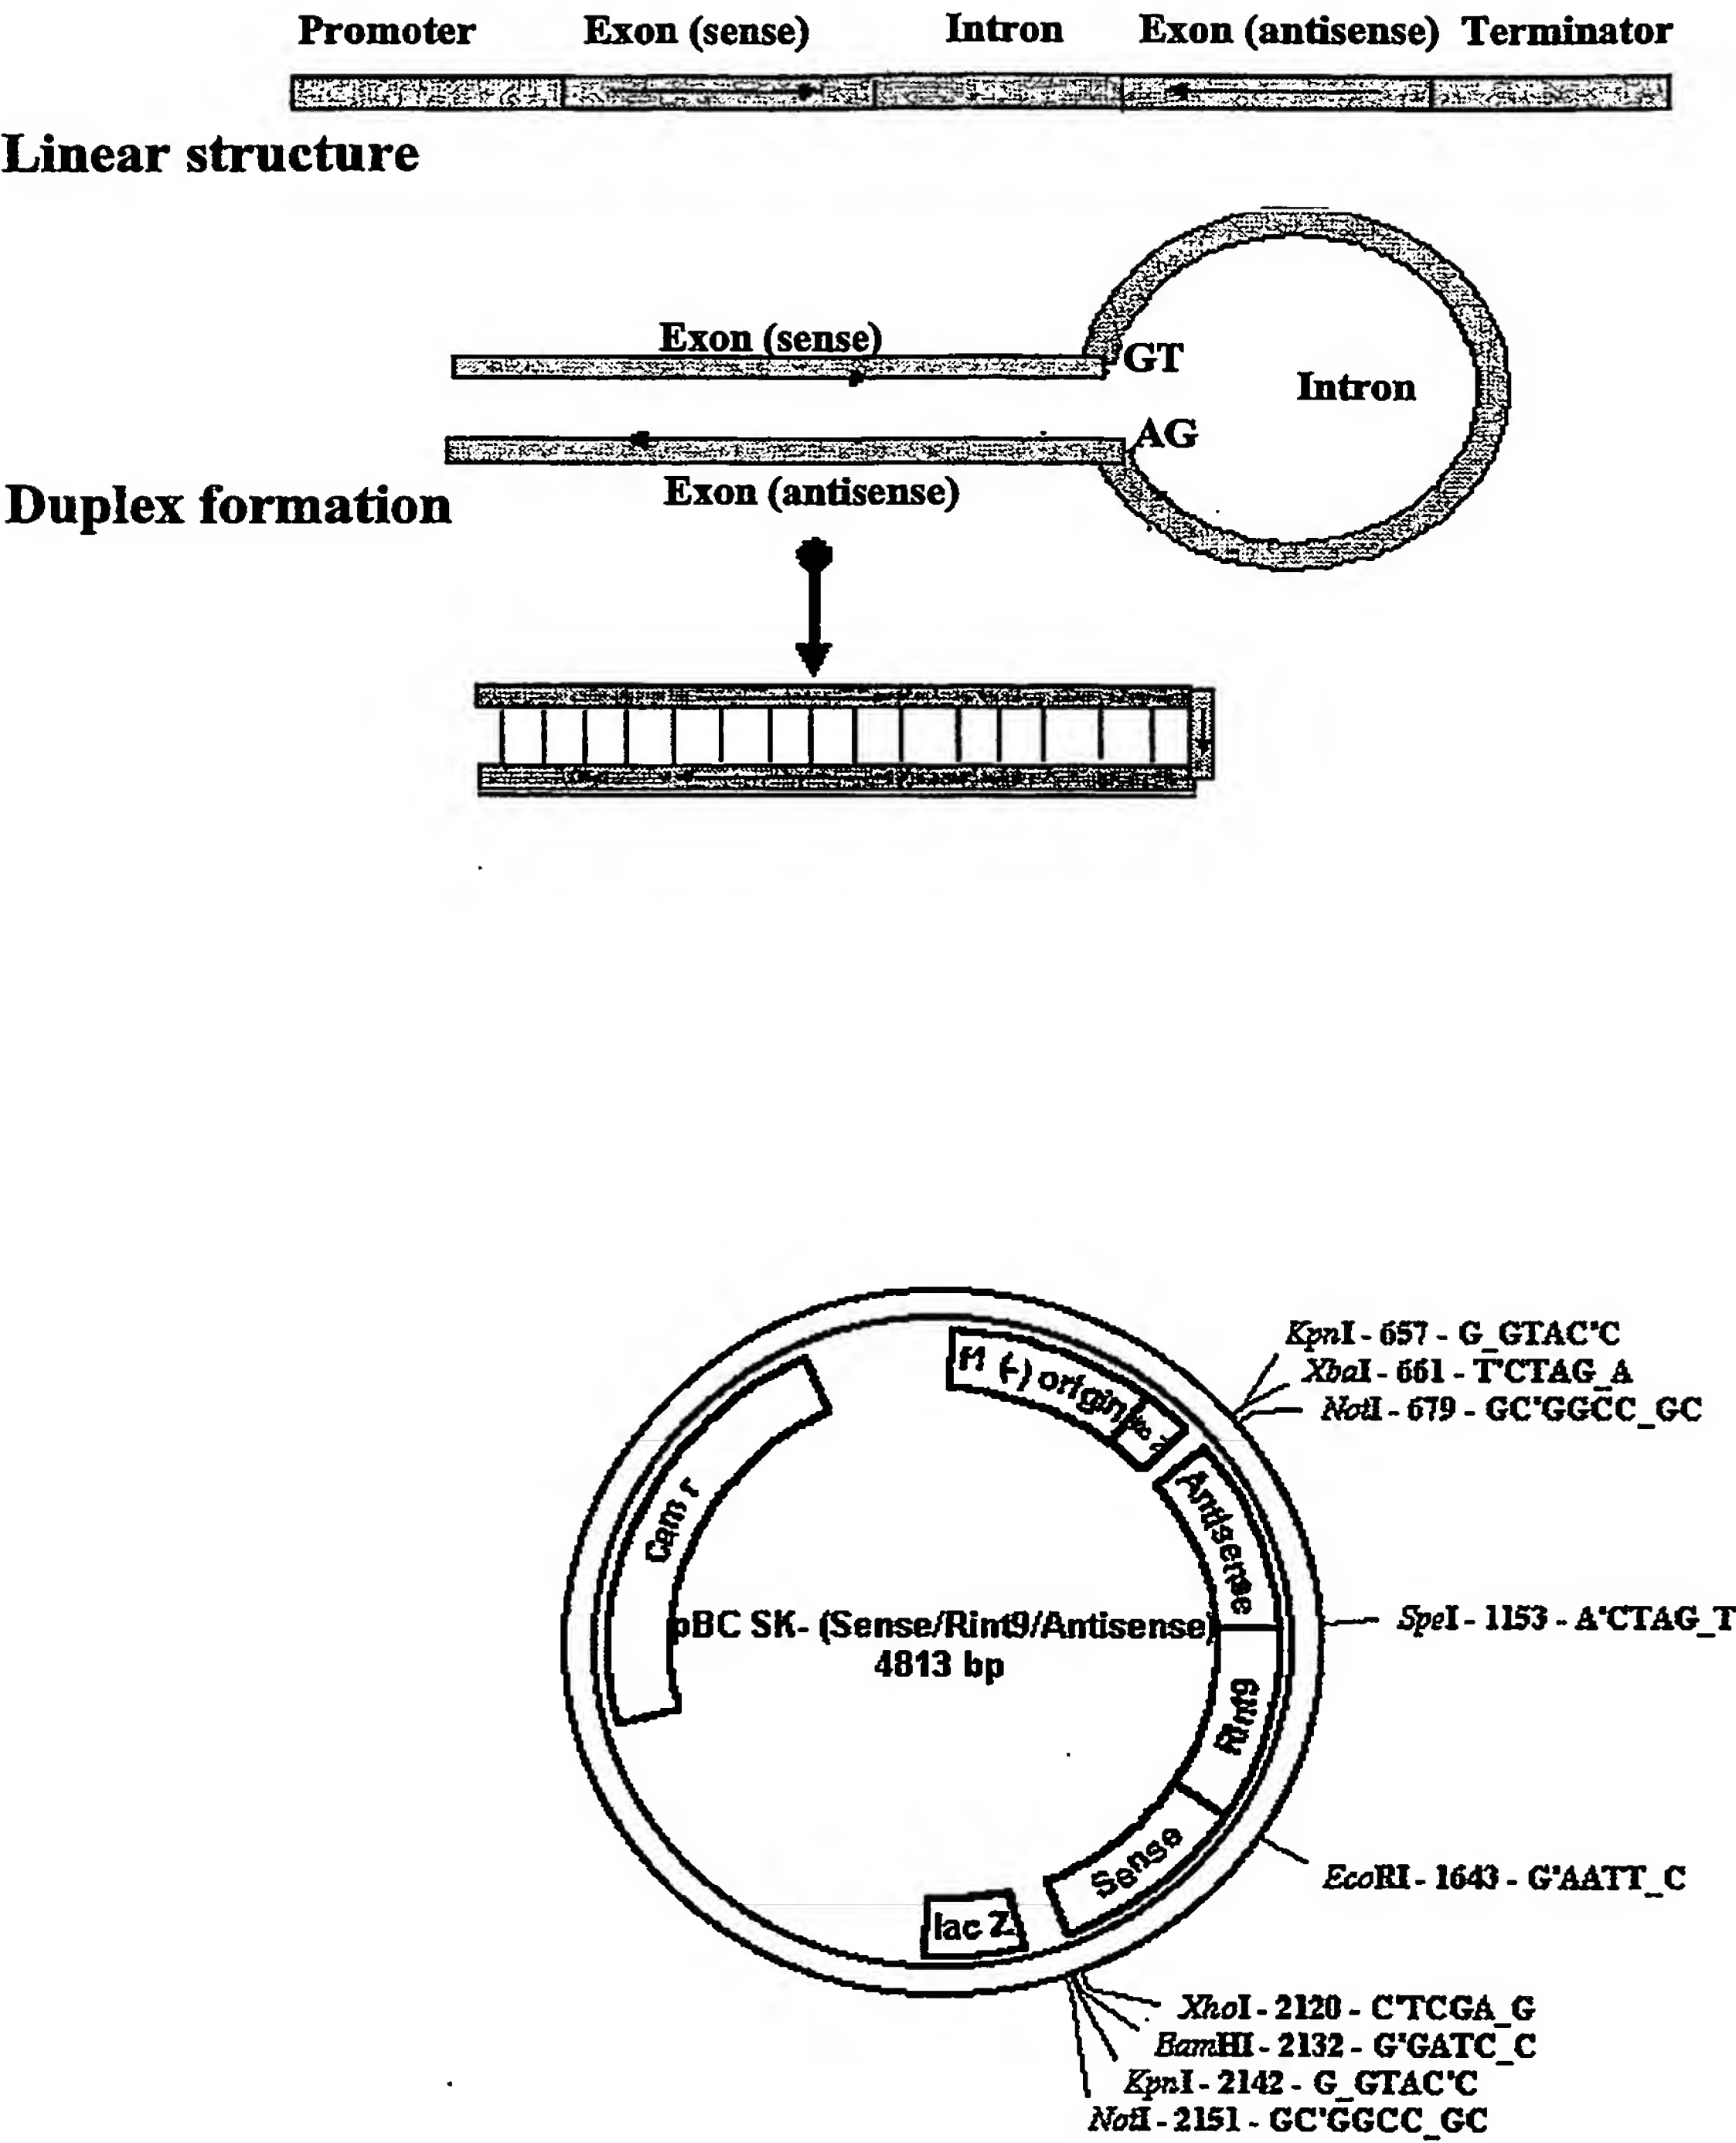 Promoter Exon (sense) Intron Exon (antisense) Terminator
Linear structure
Exon (sense)
GT
Intron
AG
Exon (antisense)
Duplex formation
KpnI - 657 - G_GTAC'C
XbaI - 661 - T'CTAG_A
NotI - 679 - GC'GGCC_GC
f1 (-) origin
Antisense
Cam r
SpeI - 1153 - A'CTAG_T
pBC SK- (Sense/Rint9/Antisense)
4813 bp
Rint9
Sense
EcoRI - 1643 - G'AATT_C
lac Z
XhoI - 2120 - C'TCGA_G
BamHI - 2132 - G'GATC_C
KpnI - 2142 - G_GTAC'C
NotI - 2151 - GC'GGCC_GC